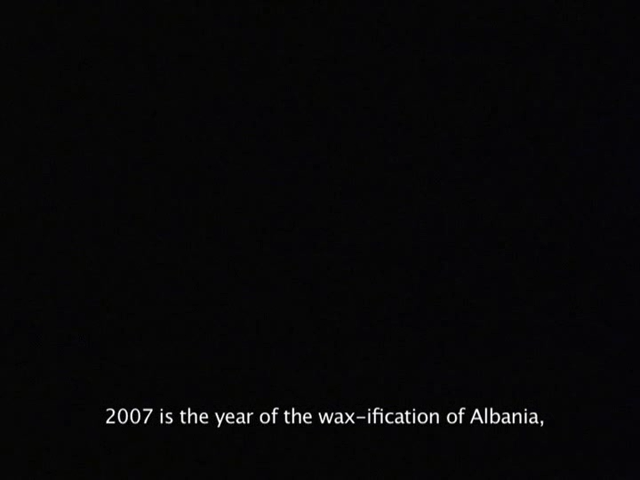 2007 is the year of the wax-ification of Albania,